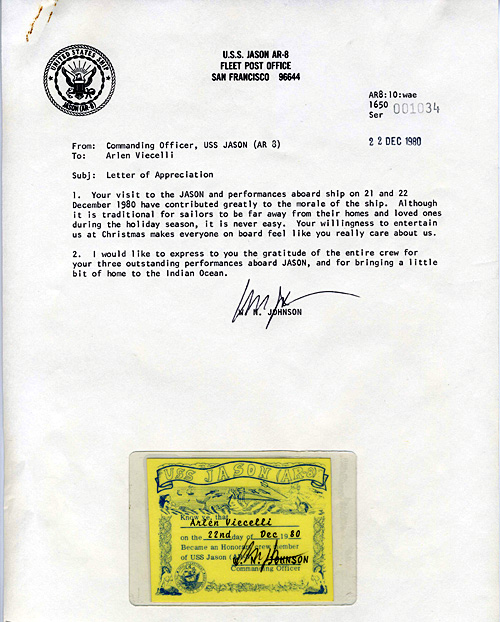 U.S.S. JASON AR-8
FLEET POST OFFICE
SAN FRANCISCO 96644
UNITED STATES SHIP
JASON (AR-8)
AR8:10:wae
1650
Ser 001034
22 DEC 1980
From: Commanding Officer, USS JASON (AR 8)
To: Arlen Viecelli
Subj: Letter of Appreciation
1. Your visit to the JASON and performances aboard ship on 21 and 22
December 1980 have contributed greatly to the morale of the ship. Although
it is traditional for sailors to be far away from their homes and loved ones
during the holiday season, it is never easy. Your willingness to entertain
us at Christmas makes everyone on board feel like you really care about us.
2. I would like to express to you the gratitude of the entire crew for
your three outstanding performances aboard JASON, and for bringing a little
bit of home to the Indian Ocean.
N. JOHNSON
USS JASON (AR8)
Know ye, that
Arlen Viecelli
on the 22nd day of Dec 1980
Became an Honorary crew member
of USS Jason
W. N. JOHNSON
Commanding Officer